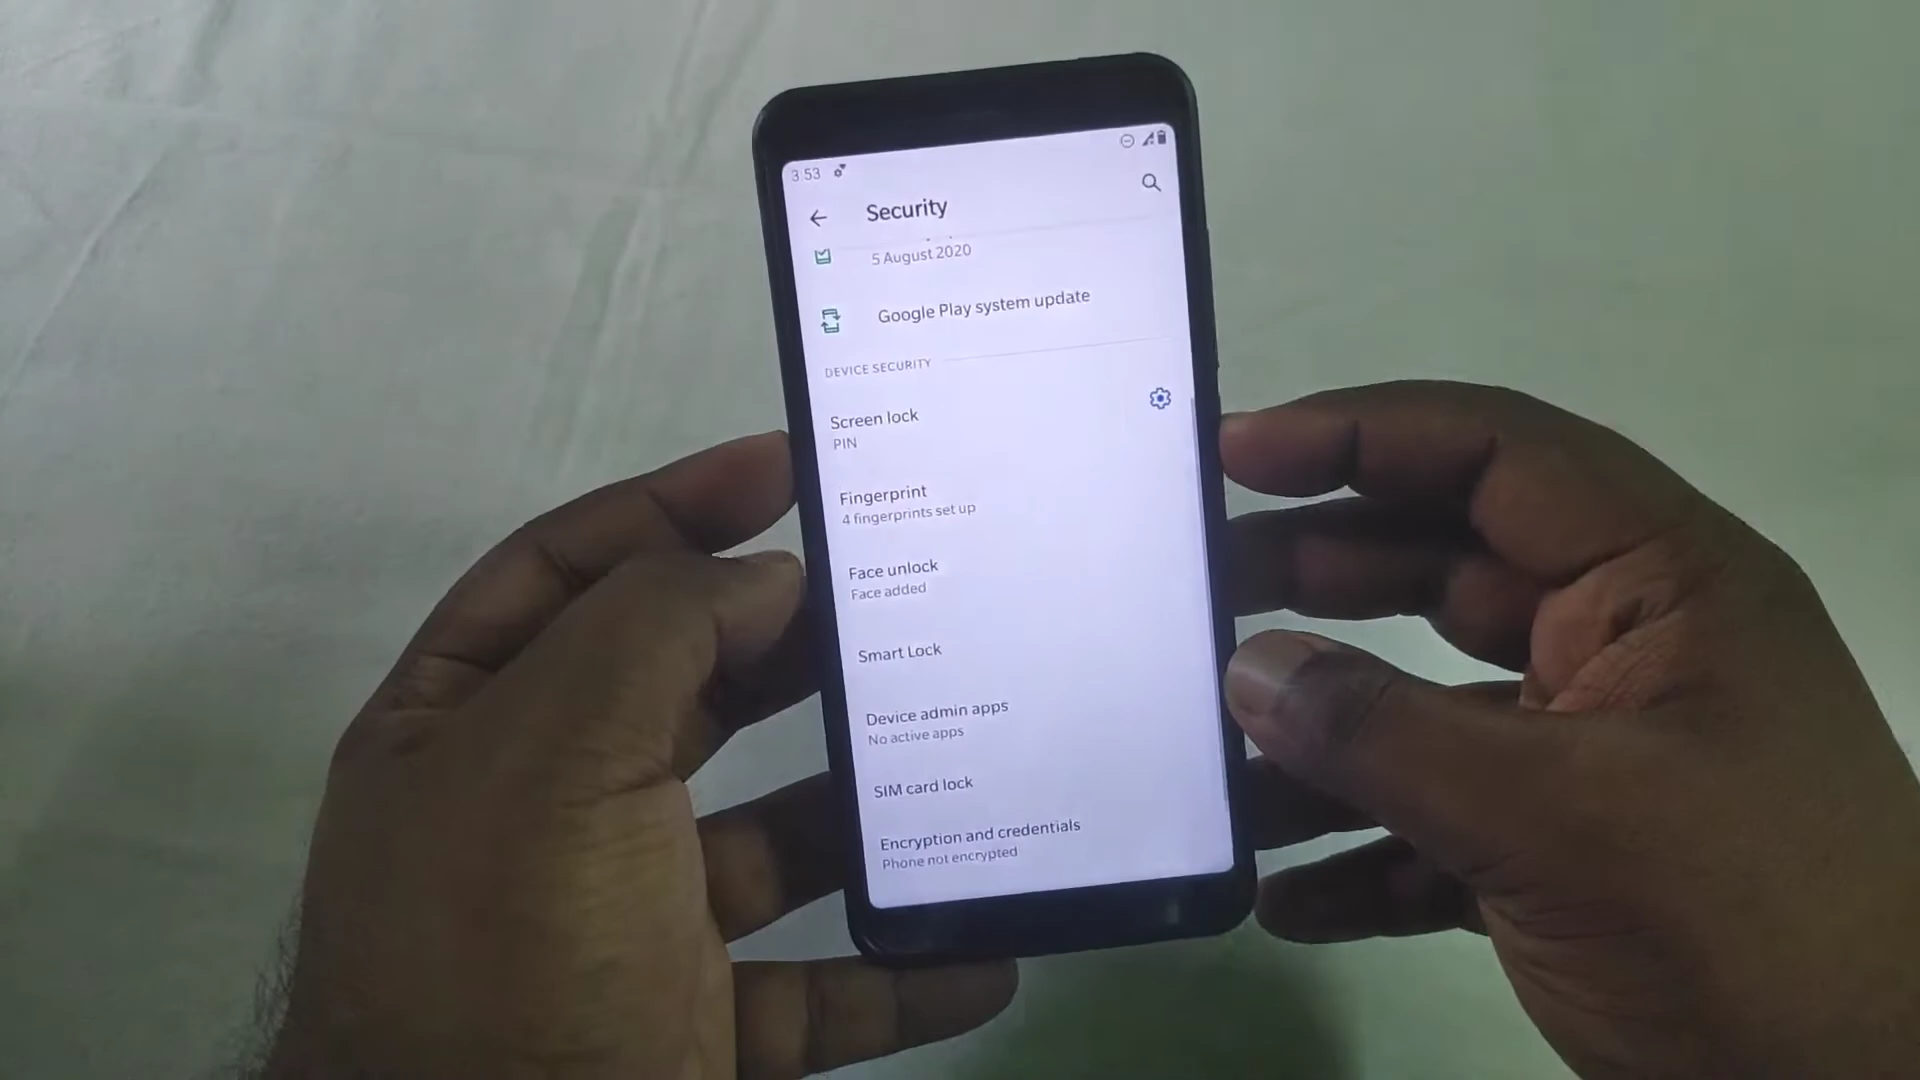 3:53
Security
5 August 2020
Google Play system update
DEVICE SECURITY
Screen lock
PIN
Fingerprint
4 fingerprints set up
Face unlock
Face added
Smart Lock
Device admin apps
No active apps
SIM card lock
Encryption and credentials
Phone not encrypted